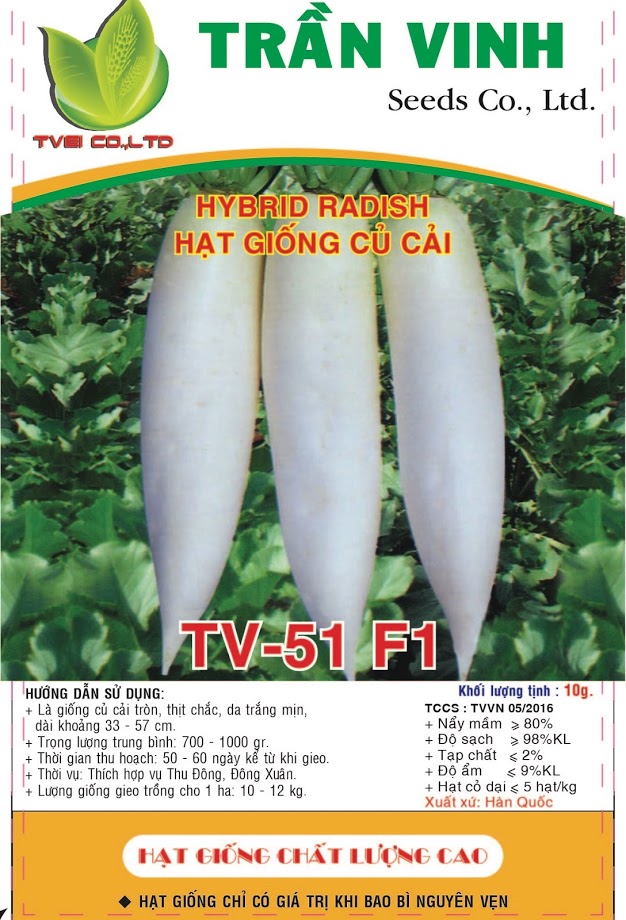 TRẦN VINH
Seeds Co., Ltd.
TVSI CO.,LTD
HYBRID RADISH
HẠT GIỐNG CỦ CẢI
TV-51 F1
HƯỚNG DẪN SỬ DỤNG:
+ Là giống củ cải tròn, thịt chắc, da trắng mịn,
dài khoảng 33 - 57 cm.
+ Trọng lượng trung bình: 700 - 1000 gr.
+ Thời gian thu hoạch: 50 - 60 ngày kể từ khi gieo.
+ Thời vụ: Thích hợp vụ Thu Đông, Đông Xuân.
+ Lượng giống gieo trồng cho 1 ha: 10 - 12 kg.
Khối lượng tịnh : 10g.
TCCS : TVVN 05/2016
+ Nẩy mầm ⩾ 80%
+ Độ sạch ⩾ 98%KL
+ Tạp chất ⩽ 2%
+ Độ ẩm ⩽ 9%KL
+ Hạt cỏ dại ⩽ 5 hạt/kg
Xuất xứ: Hàn Quốc
HẠT GIỐNG CHẤT LƯỢNG CAO
◆ HẠT GIỐNG CHỈ CÓ GIÁ TRỊ KHI BAO BÌ NGUYÊN VẸN